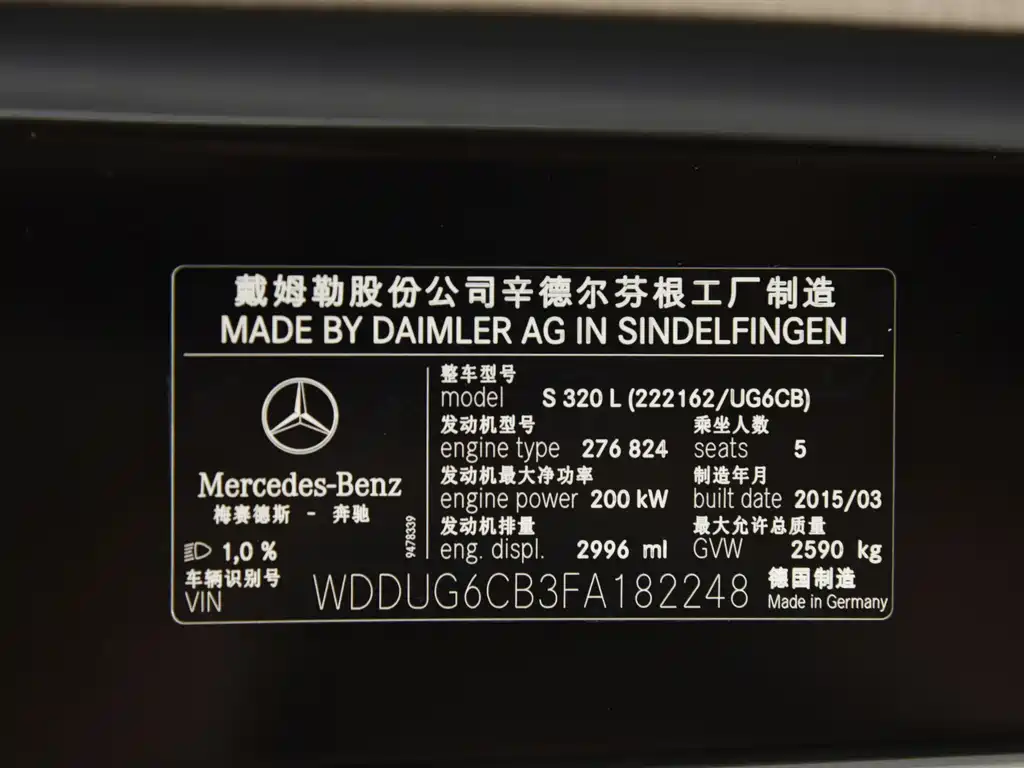 戴姆勒股份公司辛德尔芬根工厂制造
MADE BY DAIMLER AG IN SINDELFINGEN
Mercedes-Benz
梅赛德斯 - 奔驰
1,0 %
9478339
整车型号
model S 320 L (222162/UG6CB)
发动机型号 乘坐人数
engine type 276 824 seats 5
发动机最大净功率 制造年月
engine power 200 kW built date 2015/03
发动机排量 最大允许总质量
eng. displ. 2996 ml GVW 2590 kg
车辆识别号 德国制造
VIN WDDUG6CB3FA182248 Made in Germany